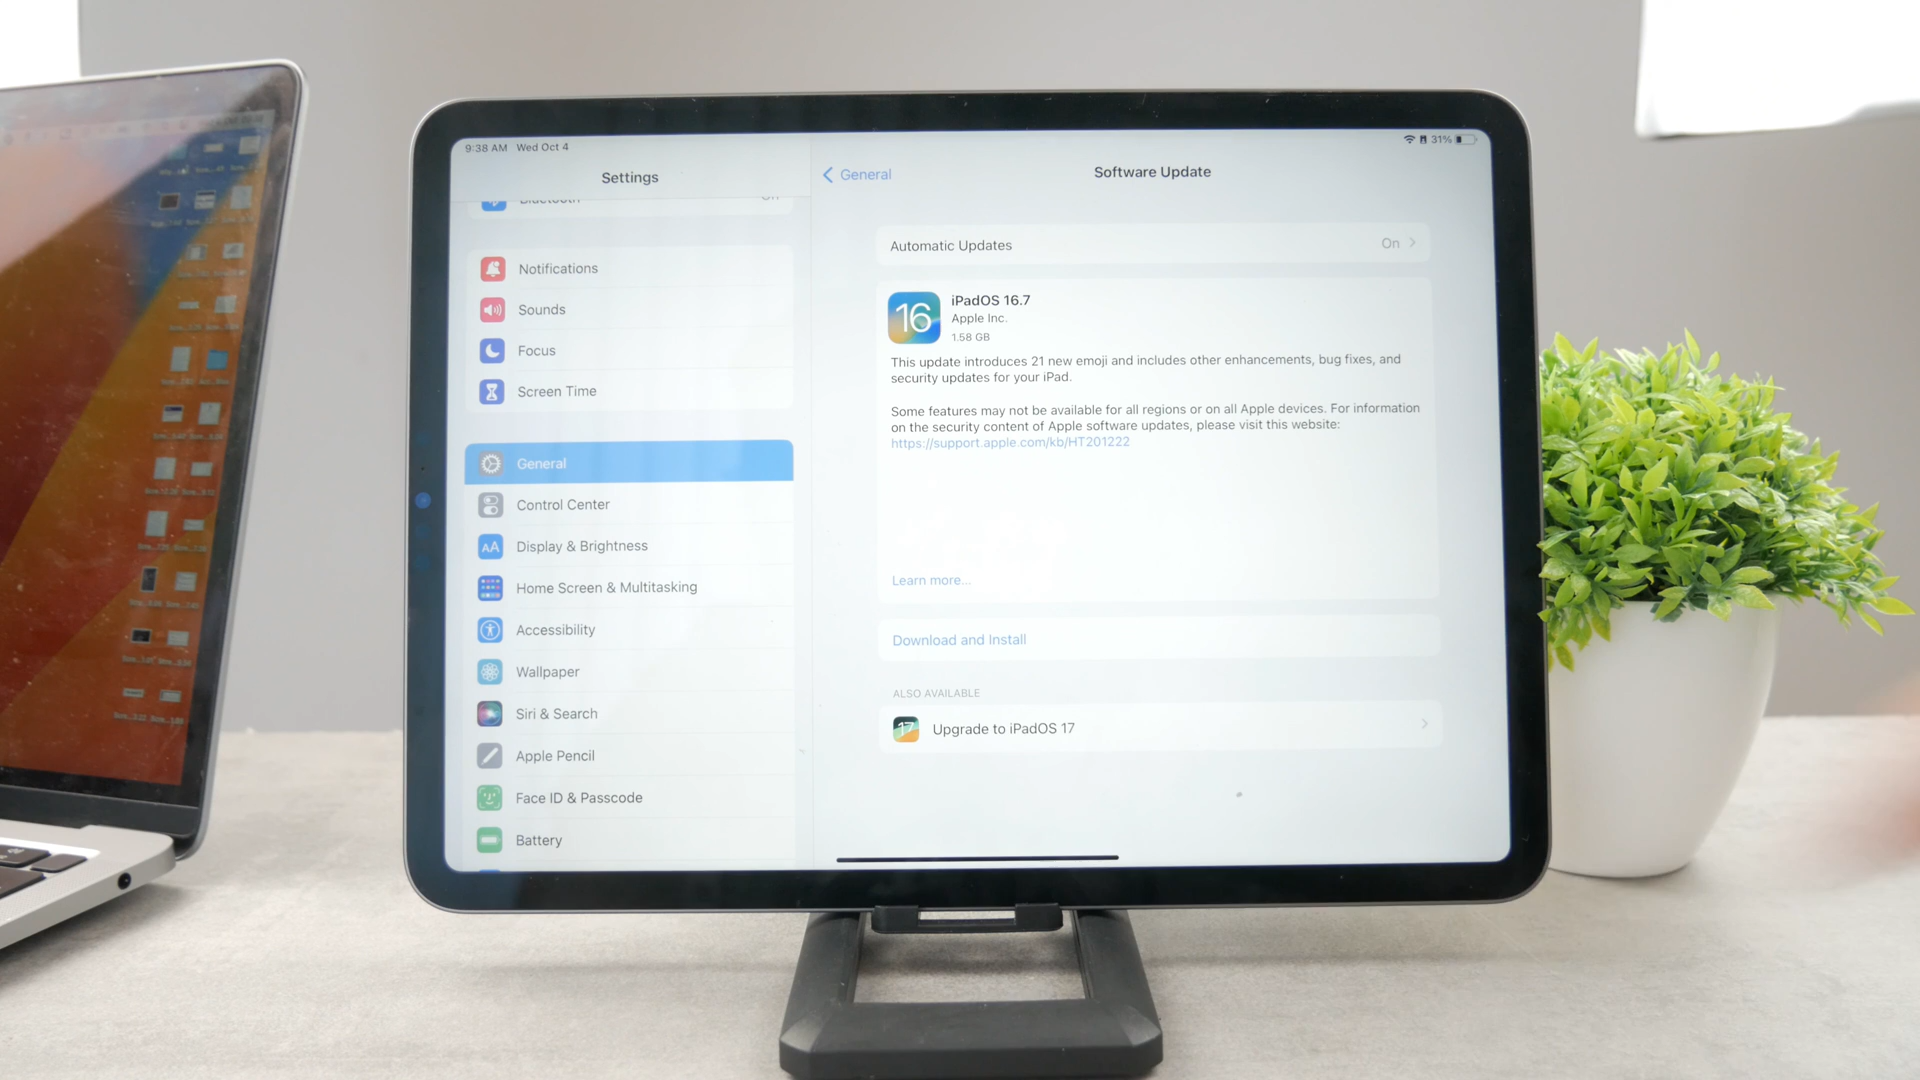 9:38 AM Wed Oct 4
31%
Settings
Bluetooth
Notifications
Sounds
Focus
Screen Time
General
Control Center
AA Display & Brightness
Home Screen & Multitasking
Accessibility
Wallpaper
Siri & Search
Apple Pencil
Face ID & Passcode
Battery
General
Software Update
Automatic Updates On
16
iPadOS 16.7
Apple Inc.
1.58 GB
This update introduces 21 new emoji and includes other enhancements, bug fixes, and
security updates for your iPad.
Some features may not be available for all regions or on all Apple devices. For information
on the security content of Apple software updates, please visit this website:
https://support.apple.com/kb/HT201222
Learn more...
Download and Install
ALSO AVAILABLE
17 Upgrade to iPadOS 17